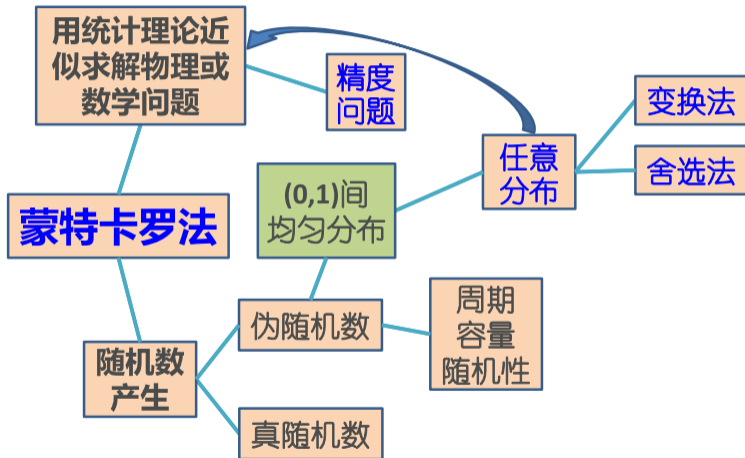 用统计理论近
似求解物理或
数学问题
精度
问题
变换法
任意
分布
舍选法
(0,1)间
均匀分布
蒙特卡罗法
周期
容量
随机性
伪随机数
随机数
产生
真随机数